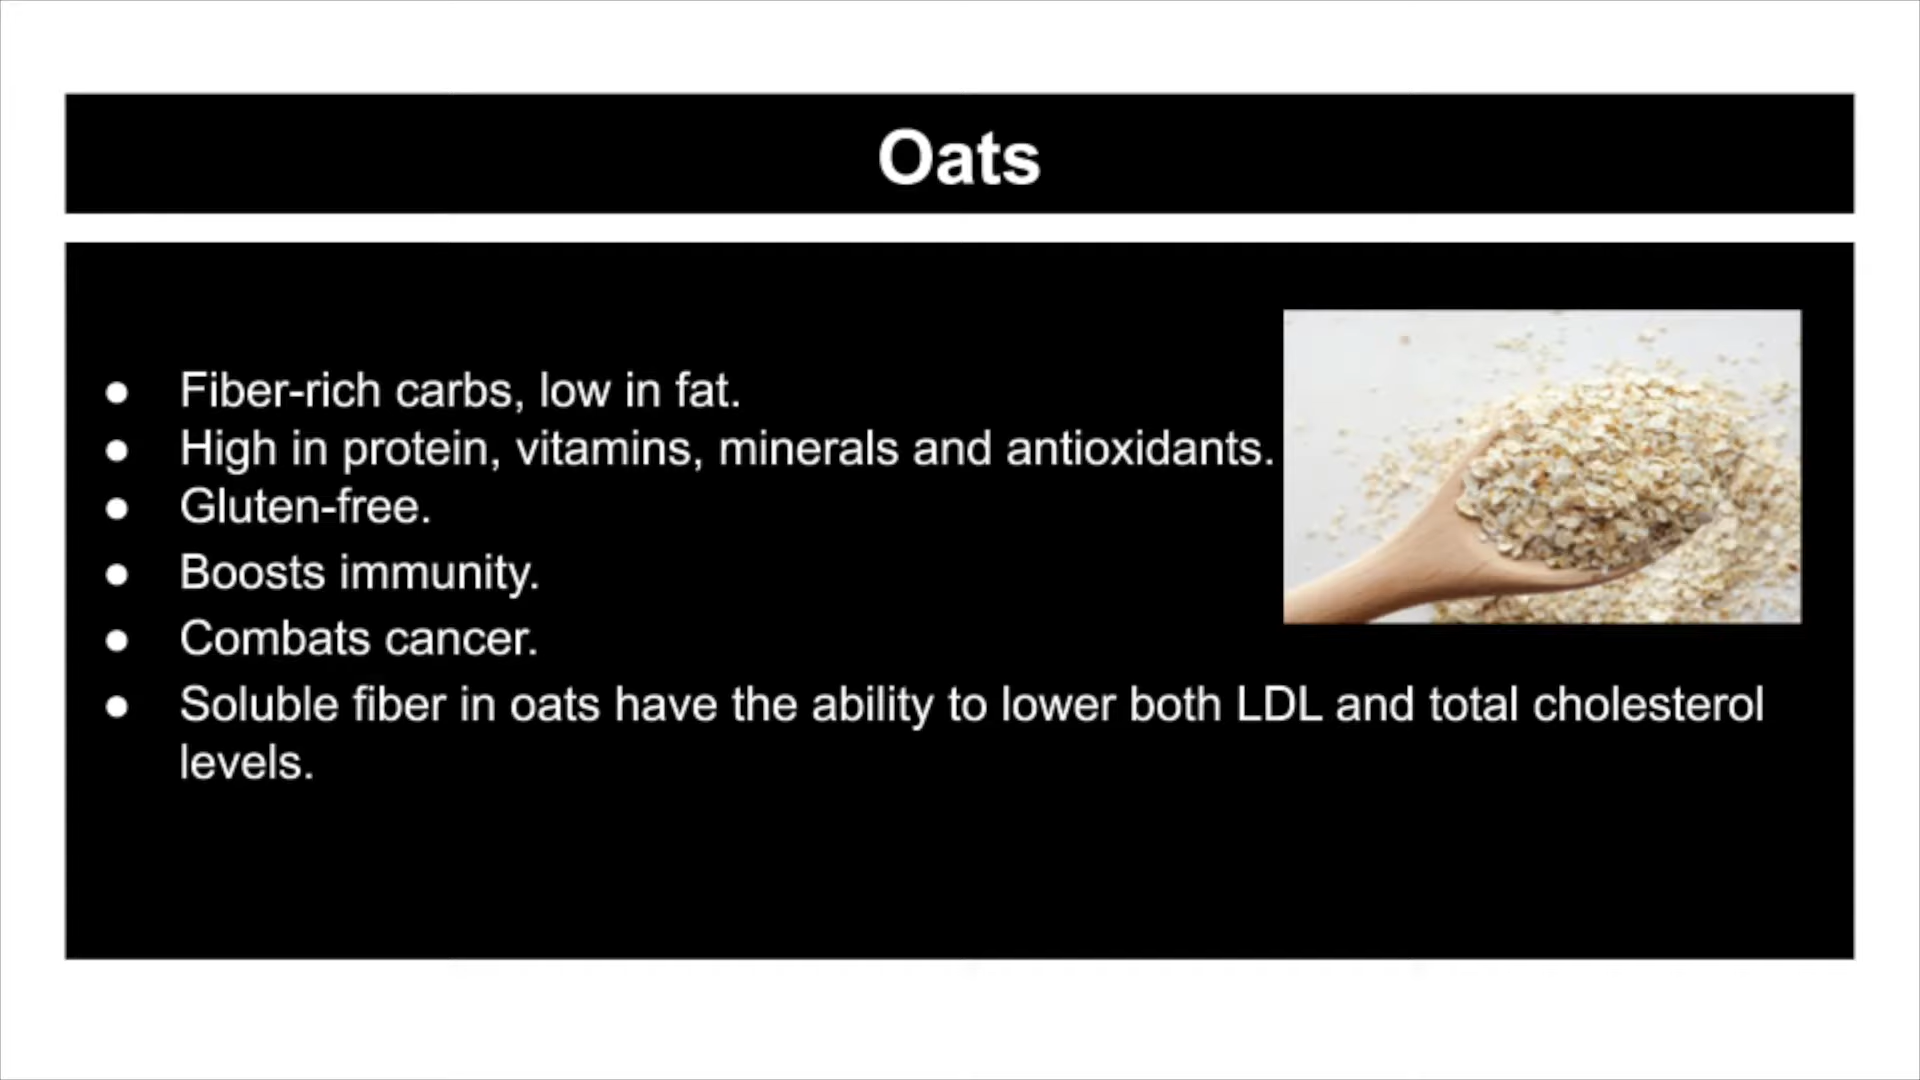 Oats
● Fiber-rich carbs, low in fat.
● High in protein, vitamins, minerals and antioxidants.
● Gluten-free.
● Boosts immunity.
● Combats cancer.
● Soluble fiber in oats have the ability to lower both LDL and total cholesterol
levels.